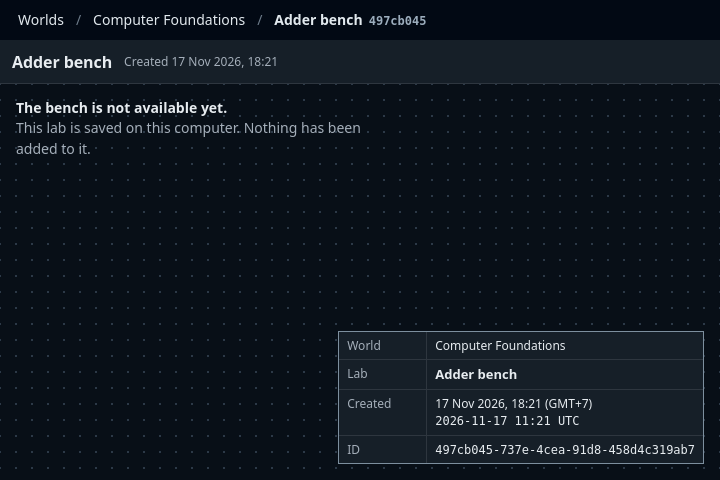 Worlds / Computer Foundations / Adder bench 497cb045
Adder bench Created 17 Nov 2026, 18:21
The bench is not available yet.
This lab is saved on this computer. Nothing has been
added to it.
World Computer Foundations
Lab Adder bench
Created 17 Nov 2026, 18:21 (GMT+7)
2026-11-17 11:21 UTC
ID 497cb045-737e-4cea-91d8-458d4c319ab7